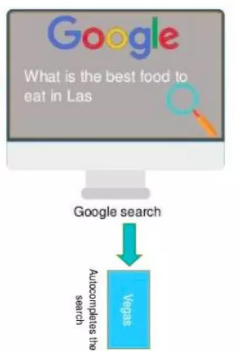 Google
What is the best food to
eat in Las
Google search
Autocompletes the
search
Vegas